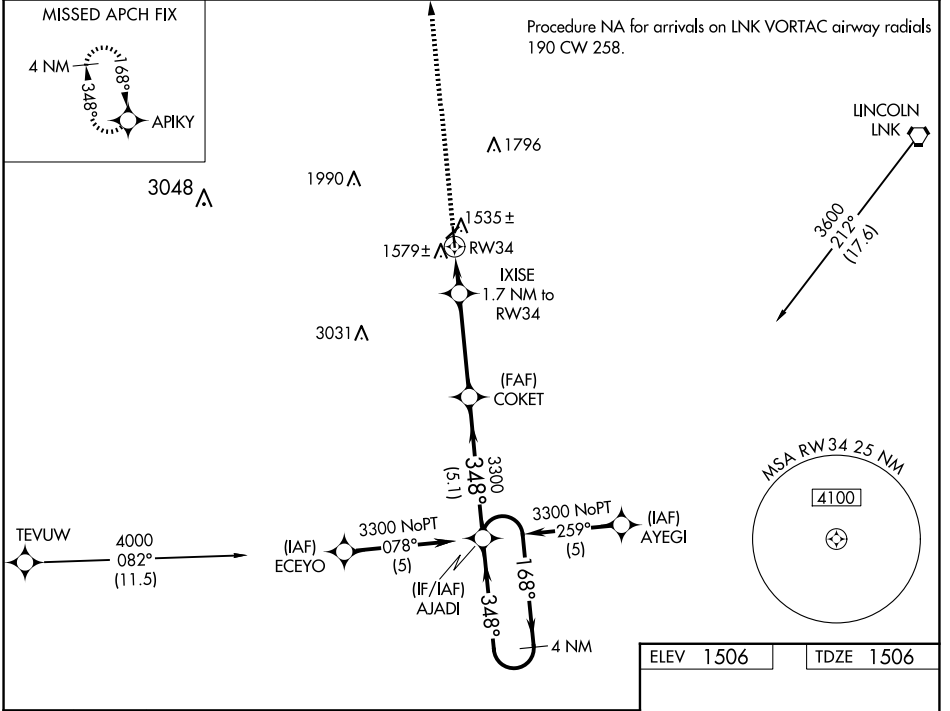 MISSED APCH FIX
4 NM
348°
168°
APIKY
Procedure NA for arrivals on LNK VORTAC airway radials
190 CW 258.
LINCOLN
LNK
3600
212°
(17.6)
1796
1990
3048
1535 ±
1579 ±
RW34
IXISE
1.7 NM to
RW34
3031
(FAF)
COKET
3300
348°
(5.1)
MSA RW 34 25 NM
4100
TEVUW
4000
082°
(11.5)
(IAF)
ECEYO
3300 NoPT
078°
(5)
(IF/IAF)
AJADI
3300 NoPT
259°
(5)
(IAF)
AYEGI
348°
168°
4 NM
ELEV 1506
TDZE 1506